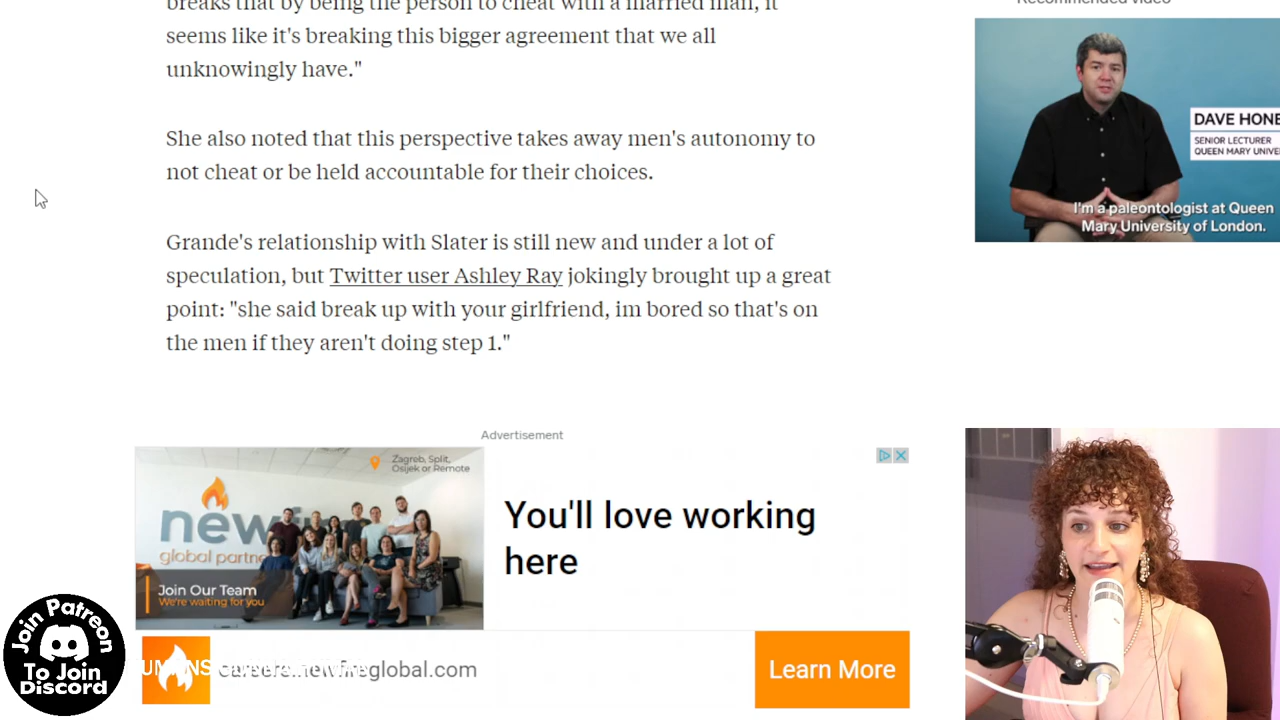 breaks that by being the person to cheat with a married man, it
seems like it's breaking this bigger agreement that we all
unknowingly have."
She also noted that this perspective takes away men's autonomy to
not cheat or be held accountable for their choices.
Grande's relationship with Slater is still new and under a lot of
speculation, but Twitter user Ashley Ray jokingly brought up a great
point: "she said break up with your girlfriend, im bored so that's on
the men if they aren't doing step 1."
Recommended video
DAVE HONE
SENIOR LECTURER
QUEEN MARY
I'm a paleontologist at Queen
Mary University of London.
Advertisement
Zagreb, Split,
Osijek or Remote
global
Join Our Team
We're waiting for you
You'll love working
here
Learn More
Join Patreon
To Join
Discord